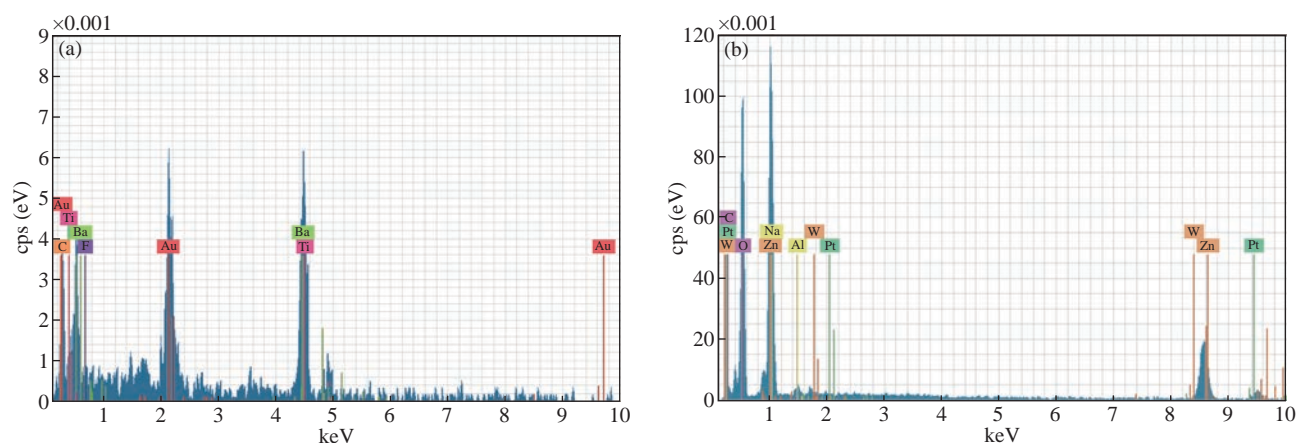 ×0.001
(a)
9
8
7
6
5
4
3
2
1
0
cps (eV)
Au
Ti
Ba
C
F
Au
Ba
Ti
Au
1 2 3 4 5 6 7 8 9 10
keV
×0.001
(b)
120
100
80
60
40
20
0
cps (eV)
C
Pt
W
O
Na
Zn
Al
W
Pt
W
Zn
Pt
1 2 3 4 5 6 7 8 9 10
keV